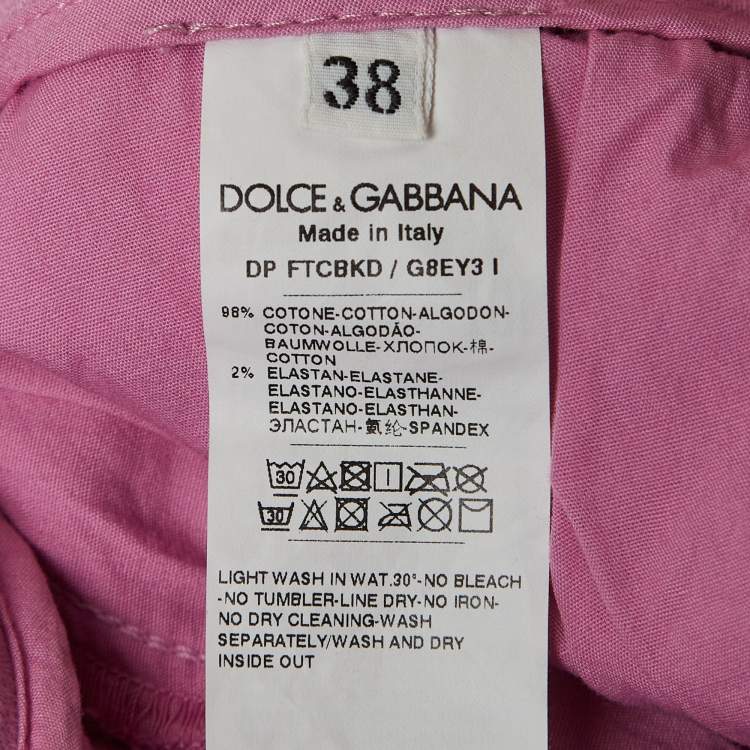 38
DOLCE & GABBANA
Made in Italy
DP FTCBKD / G8EY3 I
98% COTONE-COTTON-ALGODON-
COTON-ALGODÃO-
BAUMWOLLE-ХЛОПОК-棉-
COTTON
2% ELASTAN-ELASTANE-
ELASTANO-ELASTHANNE-
ELASTANO-ELASTHAN-
ЭЛАСТАН-氨纶-SPANDEX
30
30
LIGHT WASH IN WAT.30°-NO BLEACH
-NO TUMBLER-LINE DRY-NO IRON-
NO DRY CLEANING-WASH
SEPARATELY/WASH AND DRY
INSIDE OUT